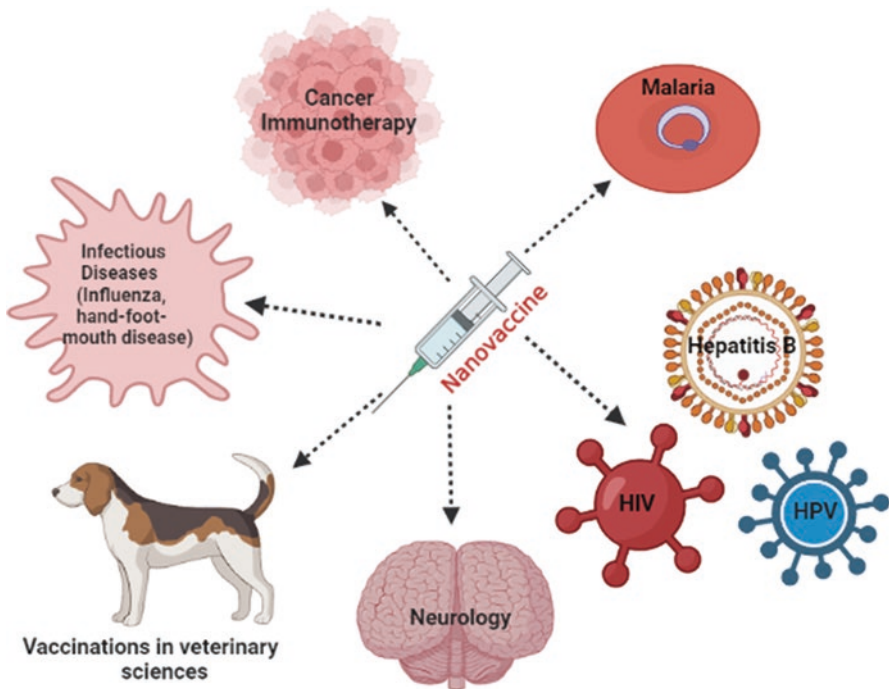 Cancer
Immunotherapy
Malaria
Infectious
Diseases
(Influenza,
hand-foot-
mouth disease)
Nanovaccine
Hepatitis B
HIV
HPV
Neurology
Vaccinations in veterinary
sciences